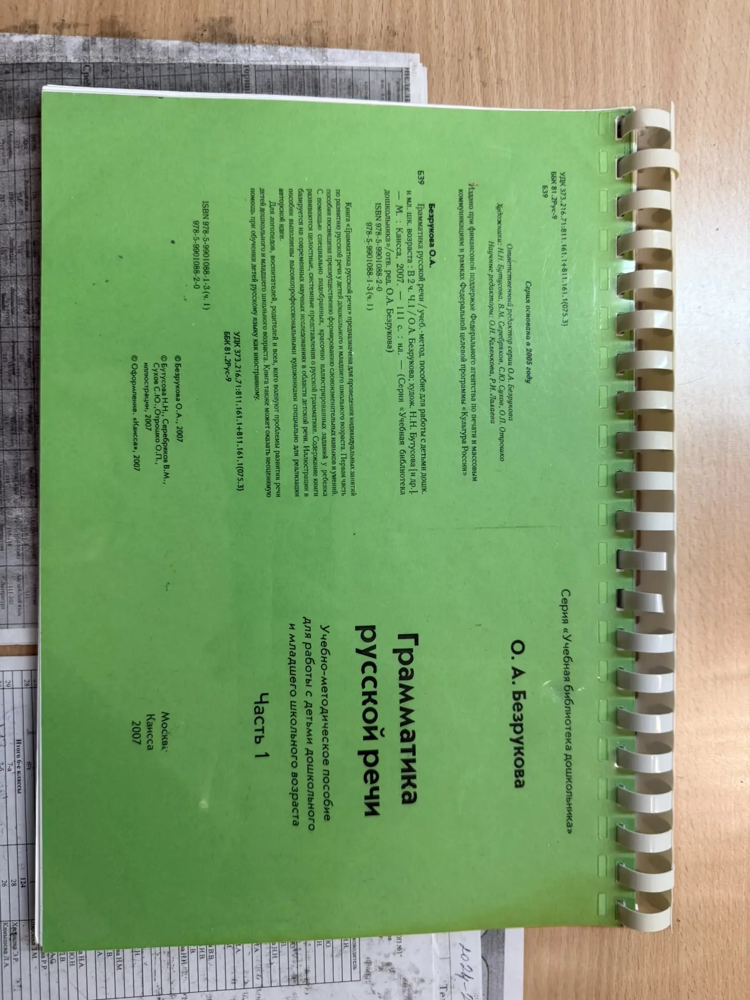 УДК 373.216.71:811.161.1+811.161.1(075.3)
ББК 81.2Рус-9
Б39
Серия основана в 2005 году
Ответственный редактор серии О.А. Безрукова
Художники: Н.Н. Бутусова, В.М. Серебряков, С.Ю. Сухов, О.П. Отрошко
Научные редакторы: О.Н. Каленкова, Р.И. Лалаева
Издано при финансовой поддержке Федерального агентства по печати и массовым
коммуникациям в рамках Федеральной целевой программы «Культура России»
Безрукова О.А.
Б39 Грамматика русской речи / учеб.-метод. пособие для работы с детьми дошк.
и мл. шк. возраста : В 2 ч. Ч.1 / О.А. Безрукова; худож. Н.Н. Бутусова [и др.].
— М. : Каисса, 2007. — 111 с. : ил. — (Серия «Учебная библиотека
дошкольника»/отв. ред. О.А. Безрукова)
ISBN 978-5-9901088-2-0
978-5-9901088-1-3 (ч. 1)
Книга «Грамматика русской речи» предназначена для проведения индивидуальных занятий
по развитию русской речи у детей дошкольного и младшего школьного возраста. Первая часть
пособия посвящена преимущественно формированию словоизменительных навыков и умений.
С помощью специально подобранных, красочно иллюстрированных заданий у ребенка
развиваются целостные, системные представления о русской грамматике. Содержание книги
базируется на современных научных исследованиях в области детской речи. Иллюстрации в
пособии выполнены высокопрофессиональными художниками специально для реализации
авторской идеи.
Для логопедов, воспитателей, родителей и всех, кого волнуют проблемы развития речи
детей дошкольного и младшего школьного возраста. Книга также может оказать неоценимую
помощь при обучении детей русскому языку как иностранному.
УДК 373.216.71:811.161.1+811.161.1(075.3)
ББК 81.2Рус-9
ISBN 978-5-9901088-1-3 (ч. 1)
978-5-9901088-2-0
© Безрукова О.А., 2007
© Бутусова Н.Н., Серебряков В.М.,
Сухов С.Ю., Отрошко О.П.,
иллюстрации, 2007
© Оформление. «Каисса», 2007
Серия «Учебная библиотека дошкольника»
О. А. Безрукова
Грамматика
русской речи
Учебно-методическое пособие
для работы с детьми дошкольного
и младшего школьного возраста
Часть 1
Москва
Каисса
2007
Итого 6-е классы
124
7-а
28
26
Камышева Л.А.